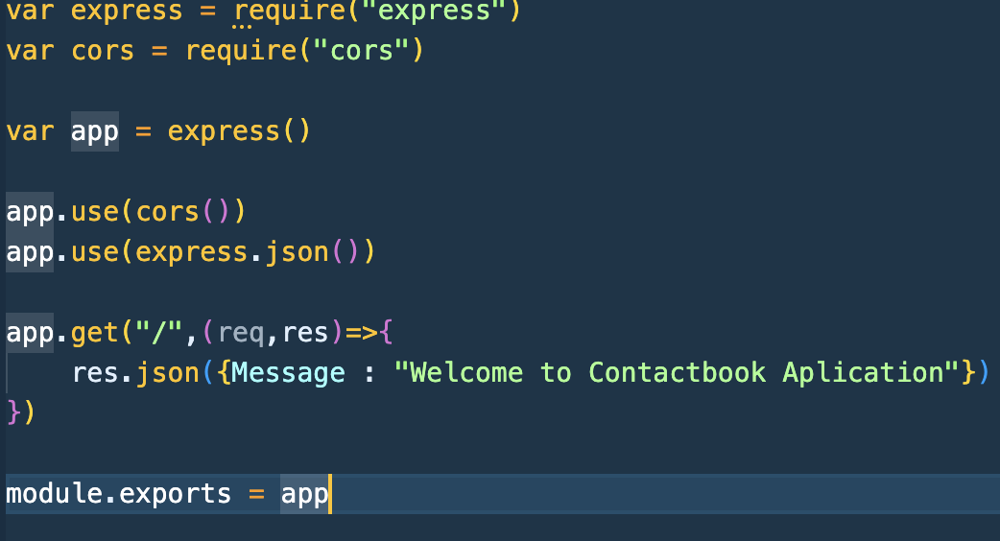 var express = require("express")
var cors = require("cors")
var app = express()
app.use(cors())
app.use(express.json())
app.get("/",(req,res)=>{
res.json({Message : "Welcome to Contactbook Aplication"})
})
module.exports = app